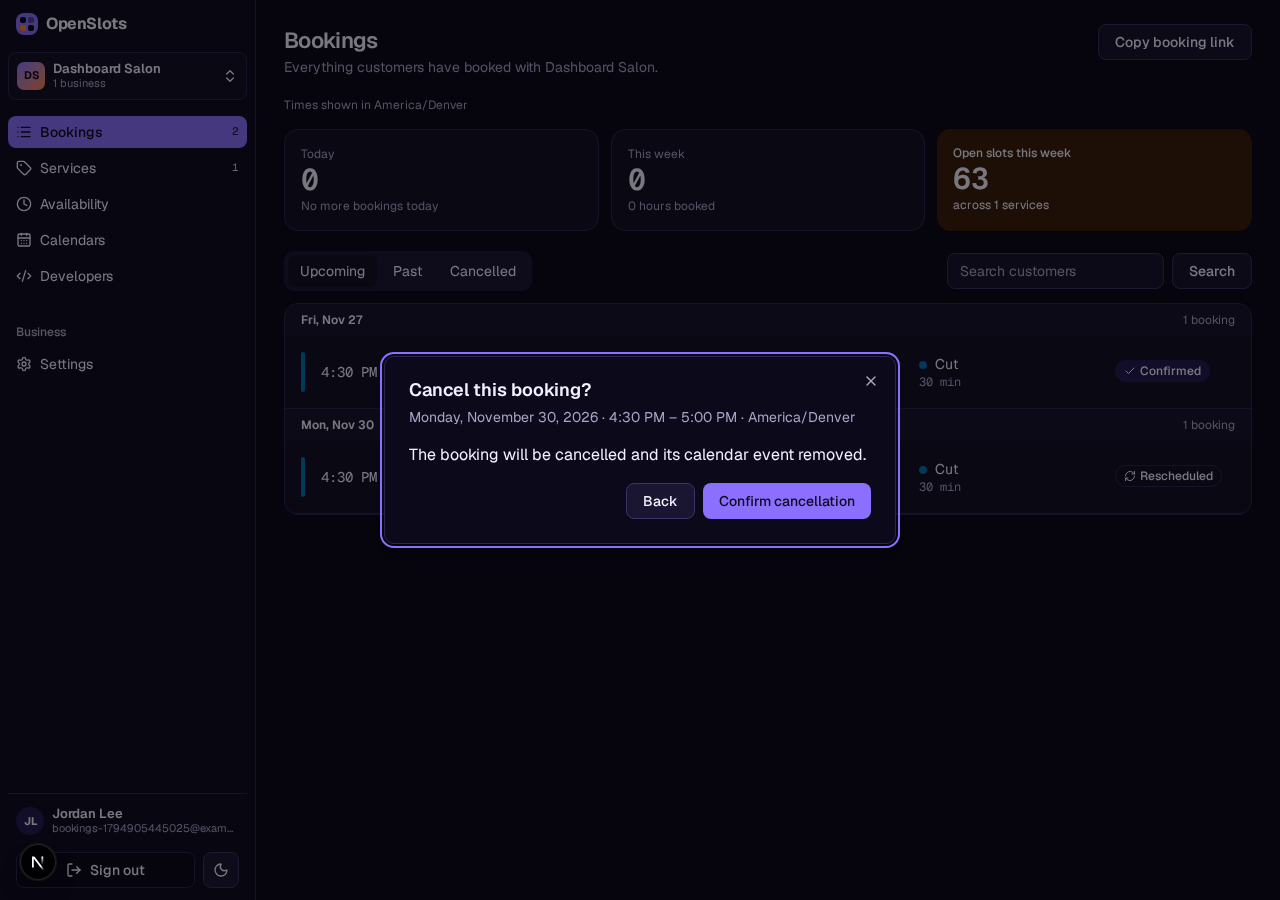 OpenSlots
DS
Dashboard Salon
1 business
Bookings
2
Services
1
Availability
Calendars
Developers
Business
Settings
JL
Jordan Lee
bookings-1794905445025@exam…
N
Sign out
Bookings
Everything customers have booked with Dashboard Salon.
Copy booking link
Times shown in America/Denver
Today
0
No more bookings today
This week
0
0 hours booked
Open slots this week
63
across 1 services
Upcoming
Past
Cancelled
Search customers
Search
Fri, Nov 27
1 booking
4:30 PM
Cut
30 min
Confirmed
Mon, Nov 30
1 booking
4:30 PM
Cut
30 min
Rescheduled
Cancel this booking?
Monday, November 30, 2026 · 4:30 PM – 5:00 PM · America/Denver
The booking will be cancelled and its calendar event removed.
Back
Confirm cancellation